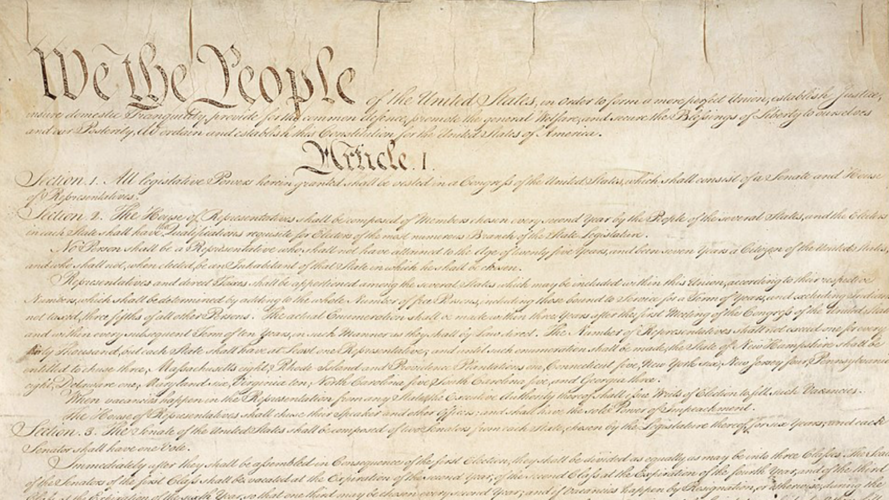 We the People of the United States, in Order to form a more perfect Union, establish Justice,
insure domestic Tranquility, provide for the common defence, promote the general Welfare, and secure the Blessings of Liberty to ourselves
and our Posterity, do ordain and establish this Constitution for the United States of America.
Article. I.
Section. 1. All legislative Powers herein granted shall be vested in a Congress of the United States, which shall consist of a Senate and House
of Representatives.
Section. 2. The House of Representatives shall be composed of Members chosen every second Year by the People of the several States, and the Electors
in each State shall have Qualifications requisite for Electors of the most numerous Branch of the State Legislature.
No Person shall be a Representative who shall not have attained to the Age of twenty five Years, and been seven Years a Citizen of the United States,
and who shall not, when elected, be an Inhabitant of that State in which he shall be chosen.
Representatives and direct Taxes shall be apportioned among the several States which may be included within this Union, according to their respective
Numbers, which shall be determined by adding to the whole Number of free Persons, including those bound to Service for a Term of Years, and excluding Indians
not taxed, three fifths of all other Persons. The actual Enumeration shall be made within three Years after the first Meeting of the Congress of the United States,
and within every subsequent Term of ten Years, in such Manner as they shall by Law direct. The Number of Representatives shall not exceed one for every
thirty Thousand, but each State shall have at Least one Representative; and until such enumeration shall be made, the State of New Hampshire shall be
entitled to chuse three, Massachusetts eight, Rhode Island and Providence Plantations one, Connecticut five, New York six, New Jersey four, Pennsylvania
eight, Delaware one, Maryland six, Virginia ten, North Carolina five, South Carolina five, and Georgia three.
When vacancies happen in the Representation from any State, the Executive Authority thereof shall issue Writs of Election to fill such Vacancies.
The House of Representatives shall chuse their Speaker and other Officers; and shall have the sole Power of Impeachment.
Section. 3. The Senate of the United States shall be composed of two Senators from each State, chosen by the Legislature thereof, for six Years; and each
Senator shall have one Vote.
Immediately after they shall be assembled in Consequence of the first Election, they shall be divided as equally as may be into three Classes. The Seats
of the Senators of the first Class shall be vacated at the Expiration of the second Year, of the second Class at the Expiration of the fourth Year, and of the third
Class at the Expiration of the sixth Year, so that one third may be chosen every second Year; and if Vacancies happen by Resignation, or otherwise, during the